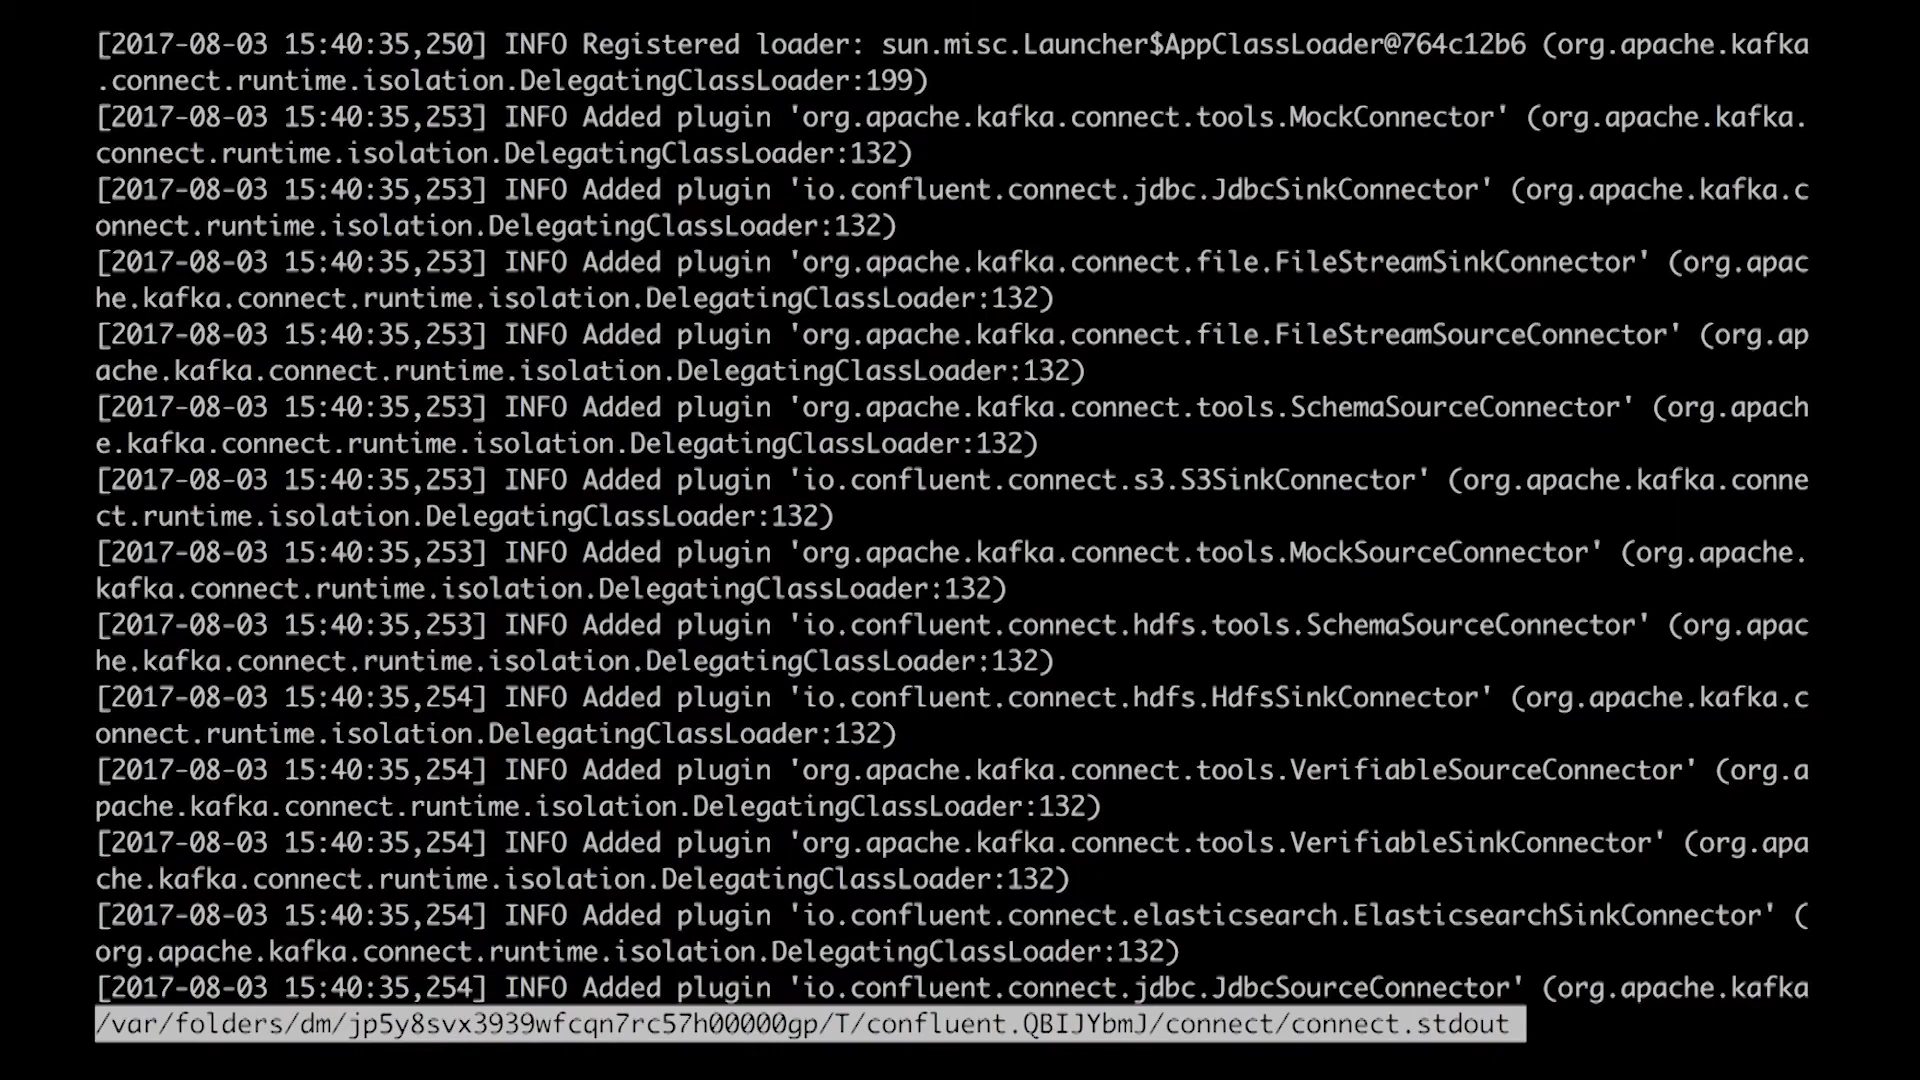 [2017-08-03 15:40:35,250] INFO Registered loader: sun.misc.Launcher$AppClassLoader@764c12b6 (org.apache.kafka
.connect.runtime.isolation.DelegatingClassLoader:199)
[2017-08-03 15:40:35,253] INFO Added plugin 'org.apache.kafka.connect.tools.MockConnector' (org.apache.kafka.
connect.runtime.isolation.DelegatingClassLoader:132)
[2017-08-03 15:40:35,253] INFO Added plugin 'io.confluent.connect.jdbc.JdbcSinkConnector' (org.apache.kafka.c
onnect.runtime.isolation.DelegatingClassLoader:132)
[2017-08-03 15:40:35,253] INFO Added plugin 'org.apache.kafka.connect.file.FileStreamSinkConnector' (org.apac
he.kafka.connect.runtime.isolation.DelegatingClassLoader:132)
[2017-08-03 15:40:35,253] INFO Added plugin 'org.apache.kafka.connect.file.FileStreamSourceConnector' (org.ap
ache.kafka.connect.runtime.isolation.DelegatingClassLoader:132)
[2017-08-03 15:40:35,253] INFO Added plugin 'org.apache.kafka.connect.tools.SchemaSourceConnector' (org.apach
e.kafka.connect.runtime.isolation.DelegatingClassLoader:132)
[2017-08-03 15:40:35,253] INFO Added plugin 'io.confluent.connect.s3.S3SinkConnector' (org.apache.kafka.conne
ct.runtime.isolation.DelegatingClassLoader:132)
[2017-08-03 15:40:35,253] INFO Added plugin 'org.apache.kafka.connect.tools.MockSourceConnector' (org.apache.
kafka.connect.runtime.isolation.DelegatingClassLoader:132)
[2017-08-03 15:40:35,253] INFO Added plugin 'io.confluent.connect.hdfs.tools.SchemaSourceConnector' (org.apac
he.kafka.connect.runtime.isolation.DelegatingClassLoader:132)
[2017-08-03 15:40:35,254] INFO Added plugin 'io.confluent.connect.hdfs.HdfsSinkConnector' (org.apache.kafka.c
onnect.runtime.isolation.DelegatingClassLoader:132)
[2017-08-03 15:40:35,254] INFO Added plugin 'org.apache.kafka.connect.tools.VerifiableSourceConnector' (org.a
pache.kafka.connect.runtime.isolation.DelegatingClassLoader:132)
[2017-08-03 15:40:35,254] INFO Added plugin 'org.apache.kafka.connect.tools.VerifiableSinkConnector' (org.apa
che.kafka.connect.runtime.isolation.DelegatingClassLoader:132)
[2017-08-03 15:40:35,254] INFO Added plugin 'io.confluent.connect.elasticsearch.ElasticsearchSinkConnector' (
org.apache.kafka.connect.runtime.isolation.DelegatingClassLoader:132)
[2017-08-03 15:40:35,254] INFO Added plugin 'io.confluent.connect.jdbc.JdbcSourceConnector' (org.apache.kafka
/var/folders/dm/jp5y8svx3939wfcqn7rc57h00000gp/T/confluent.QBIJYbmJ/connect/connect.stdout